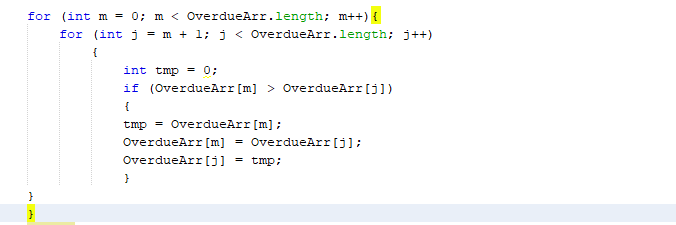 for (int m = 0; m < OverdueArr.length; m++){
for (int j = m + 1; j < OverdueArr.length; j++)
{
int tmp = 0;
if (OverdueArr[m] > OverdueArr[j])
{
tmp = OverdueArr[m];
OverdueArr[m] = OverdueArr[j];
OverdueArr[j] = tmp;
}
}
}